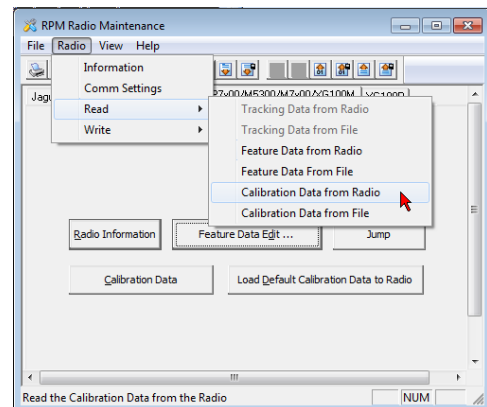 RPM Radio Maintenance
File Radio View Help
Information
Comm Settings
Read
Write
Tracking Data from Radio
Tracking Data from File
Feature Data from Radio
Feature Data From File
Calibration Data from Radio
Calibration Data from File
Radio Information
Feature Data Edit ...
Jump
Calibration Data
Load Default Calibration Data to Radio
Read the Calibration Data from the Radio
NUM